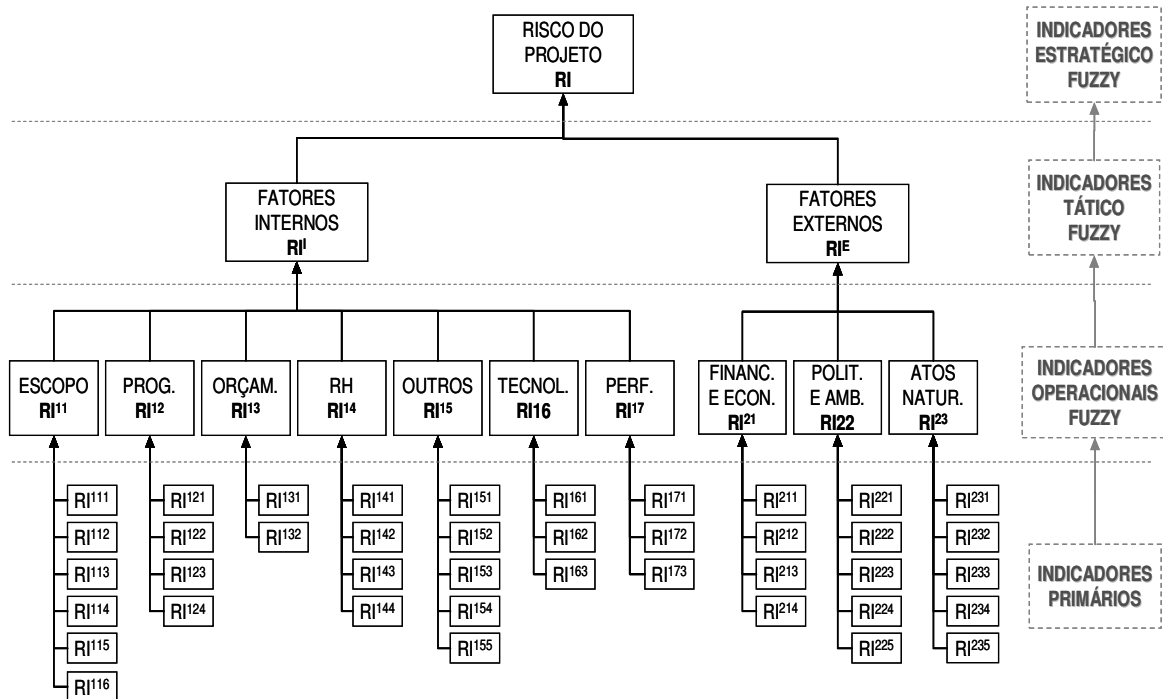 RISCO DO
PROJETO
RI
INDICADORES
ESTRATÉGICO
FUZZY
FATORES
INTERNOS
RIᴵ
FATORES
EXTERNOS
RIᴱ
INDICADORES
TÁTICO
FUZZY
ESCOPO
RI¹¹
PROG.
RI¹²
ORÇAM.
RI¹³
RH
RI¹⁴
OUTROS
RI¹⁵
TECNOL.
RI16
PERF.
RI¹⁷
FINANC.
E ECON.
RI²¹
POLIT.
E AMB.
RI22
ATOS
NATUR.
RI²³
INDICADORES
OPERACIONAIS
FUZZY
RI¹¹¹
RI¹¹²
RI¹¹³
RI¹¹⁴
RI¹¹⁵
RI¹¹⁶
RI¹²¹
RI¹²²
RI¹²³
RI¹²⁴
RI¹³¹
RI¹³²
RI¹⁴¹
RI¹⁴²
RI¹⁴³
RI¹⁴⁴
RI¹⁵¹
RI¹⁵²
RI¹⁵³
RI¹⁵⁴
RI¹⁵⁵
RI¹⁶¹
RI¹⁶²
RI¹⁶³
RI¹⁷¹
RI¹⁷²
RI¹⁷³
RI²¹¹
RI²¹²
RI²¹³
RI²¹⁴
RI²²¹
RI²²²
RI²²³
RI²²⁴
RI²²⁵
RI²³¹
RI²³²
RI²³³
RI²³⁴
RI²³⁵
INDICADORES
PRIMÁRIOS